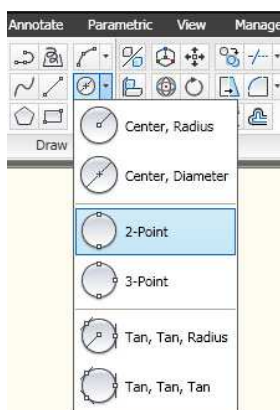 Annotate Parametric View Manage
Draw
Center, Radius
Center, Diameter
2-Point
3-Point
Tan, Tan, Radius
Tan, Tan, Tan